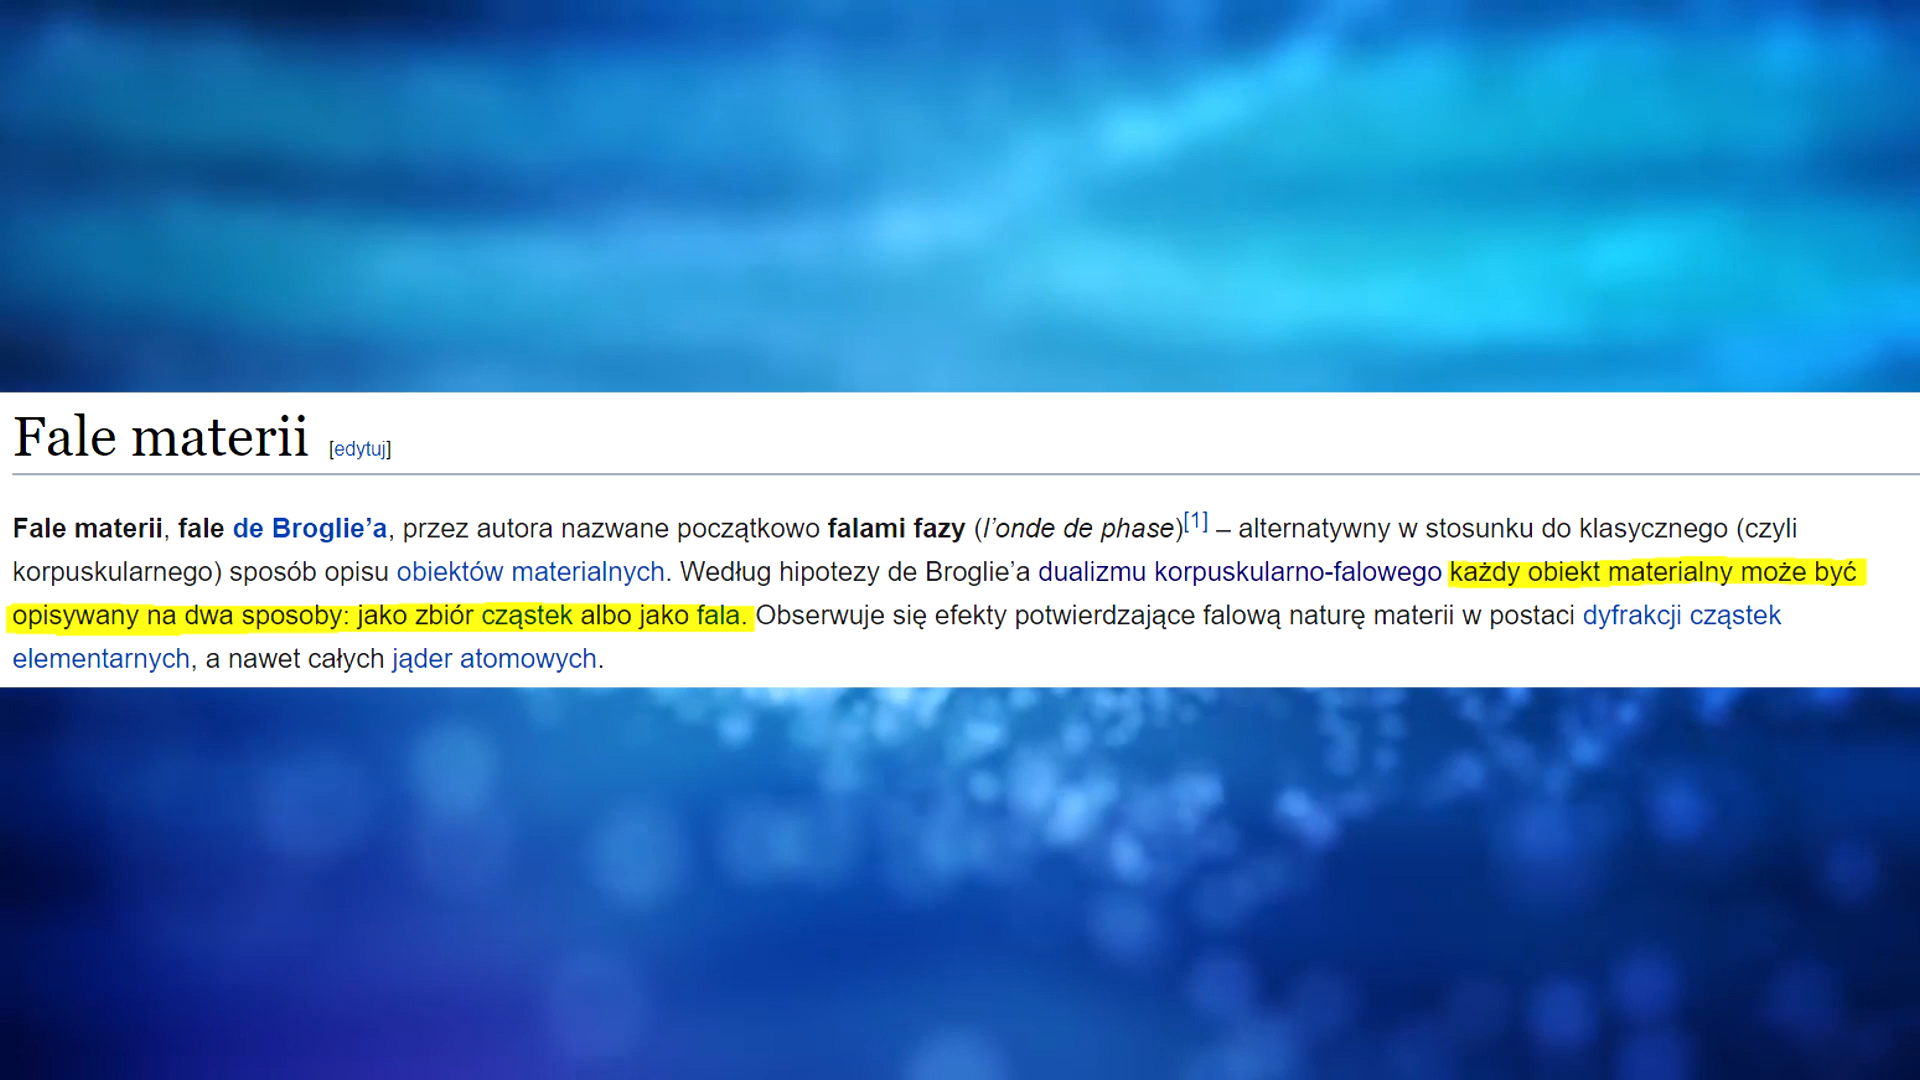 Fale materii [edytuj]
Fale materii, fale de Broglie’a, przez autora nazwane początkowo falami fazy (l’onde de phase)[1] – alternatywny w stosunku do klasycznego (czyli
korpuskularnego) sposób opisu obiektów materialnych. Według hipotezy de Broglie’a dualizmu korpuskularno-falowego każdy obiekt materialny może być
opisywany na dwa sposoby: jako zbiór cząstek albo jako fala. Obserwuje się efekty potwierdzające falową naturę materii w postaci dyfrakcji cząstek
elementarnych, a nawet całych jąder atomowych.